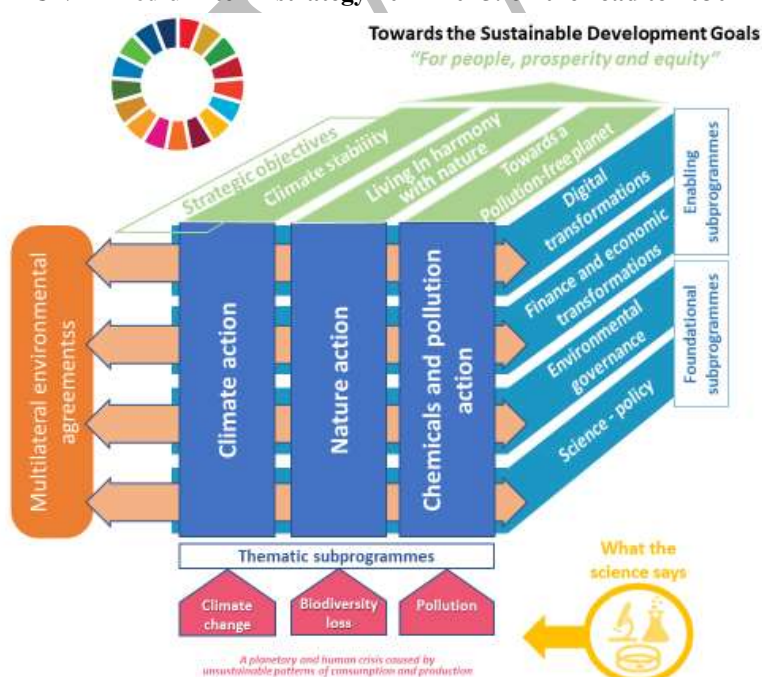 Towards the Sustainable Development Goals
“For people, prosperity and equity”
Strategic objectives
Climate stability
Living in harmony
with nature
Towards a
Pollution-free planet
Digital
transformations
Finance and economic
transformations
Environmental
governance
Science - policy
Enabling
subprogrammes
Foundational
subprogrammes
Multilateral environmental
agreementss
Climate action
Nature action
Chemicals and pollution
action
Thematic subprogrammes
Climate
change
Biodiversity
loss
Pollution
What the
science says
A planetary and human crisis caused by
unsustainable patterns of consumption and production